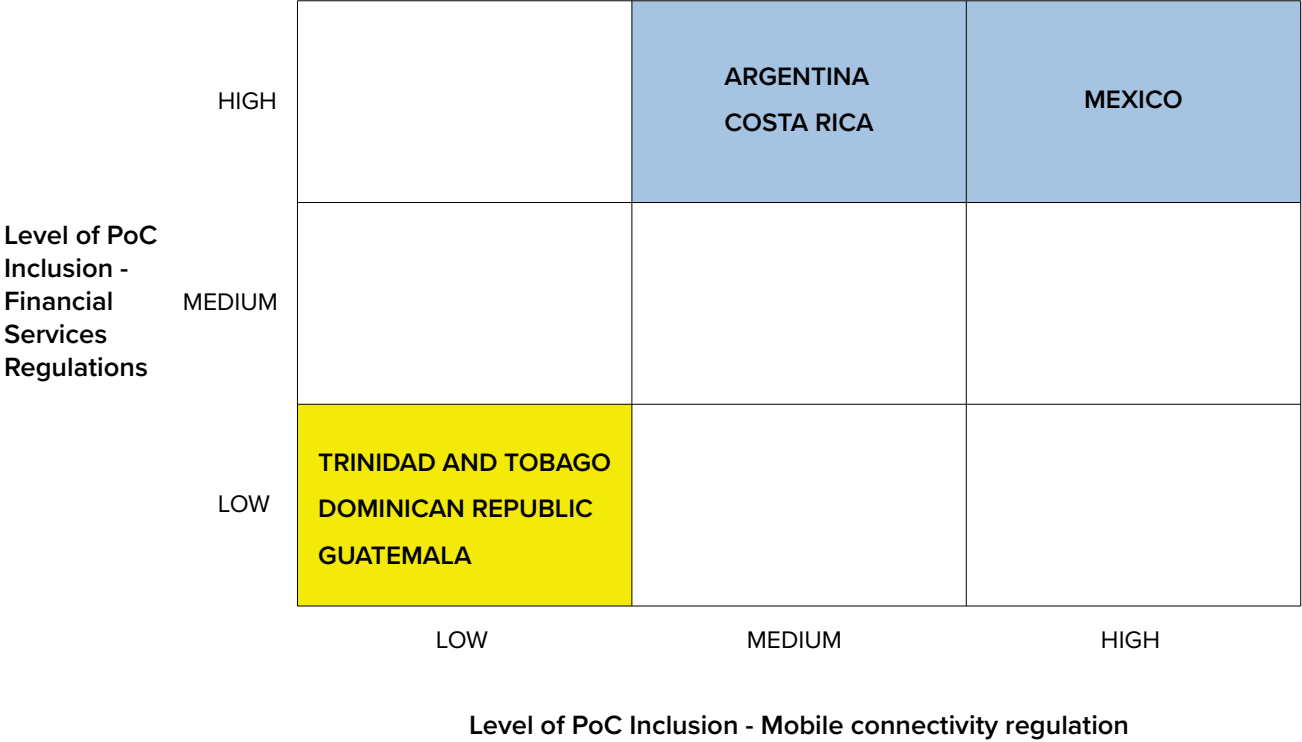 ARGENTINA
COSTA RICA
MEXICO
HIGH
Level of PoC
Inclusion -
Financial
Services
Regulations
MEDIUM
TRINIDAD AND TOBAGO
DOMINICAN REPUBLIC
GUATEMALA
LOW
LOW
MEDIUM
HIGH
Level of PoC Inclusion - Mobile connectivity regulation